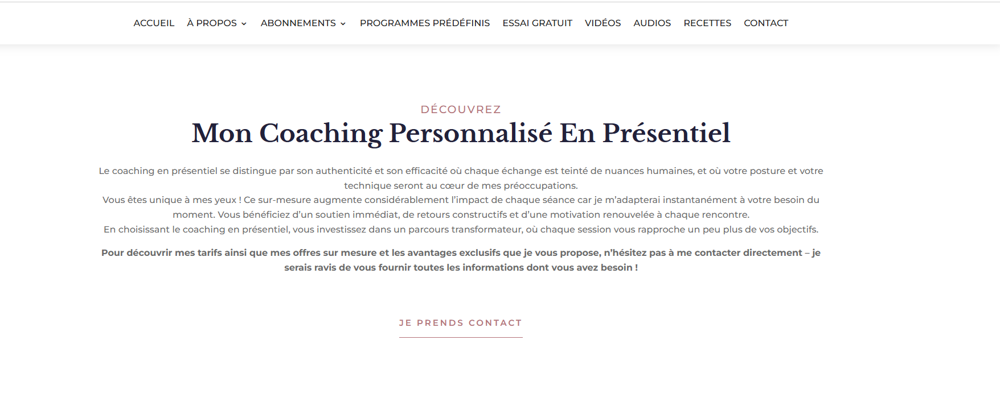 ACCUEIL À PROPOS ABONNEMENTS PROGRAMMES PRÉDÉFINIS ESSAI GRATUIT VIDÉOS AUDIOS RECETTES CONTACT
DÉCOUVREZ
Mon Coaching Personnalisé En Présentiel
Le coaching en présentiel se distingue par son authenticité et son efficacité où chaque échange est teinté de nuances humaines, et où votre posture et votre
technique seront au cœur de mes préoccupations.
Vous êtes unique à mes yeux ! Ce sur-mesure augmente considérablement l’impact de chaque séance car je m’adapterai instantanément à votre besoin du
moment. Vous bénéficiez d’un soutien immédiat, de retours constructifs et d’une motivation renouvelée à chaque rencontre.
En choisissant le coaching en présentiel, vous investissez dans un parcours transformateur, où chaque session vous rapproche un peu plus de vos objectifs.
Pour découvrir mes tarifs ainsi que mes offres sur mesure et les avantages exclusifs que je vous propose, n’hésitez pas à me contacter directement – je
serais ravis de vous fournir toutes les informations dont vous avez besoin !
JE PRENDS CONTACT